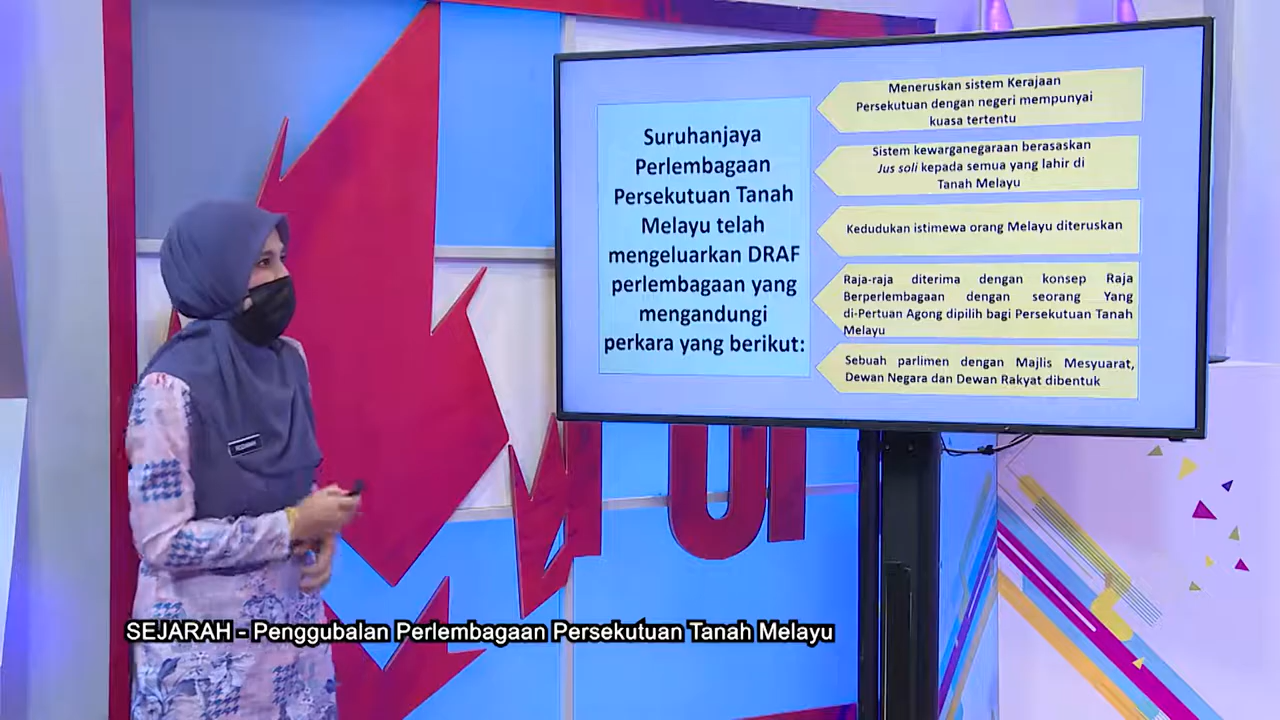 Suruhanjaya
Perlembagaan
Persekutuan Tanah
Melayu telah
mengeluarkan DRAF
perlembagaan yang
mengandungi
perkara yang berikut:
Meneruskan sistem Kerajaan
Persekutuan dengan negeri mempunyai
kuasa tertentu
Sistem kewarganegaraan berasaskan
Jus soli kepada semua yang lahir di
Tanah Melayu
Kedudukan istimewa orang Melayu diteruskan
Raja-raja diterima dengan konsep Raja
Berperlembagaan dengan seorang Yang
di-Pertuan Agong dipilih bagi Persekutuan Tanah
Melayu
Sebuah parlimen dengan Majlis Mesyuarat,
Dewan Negara dan Dewan Rakyat dibentuk
SEJARAH - Penggubalan Perlembagaan Persekutuan Tanah Melayu